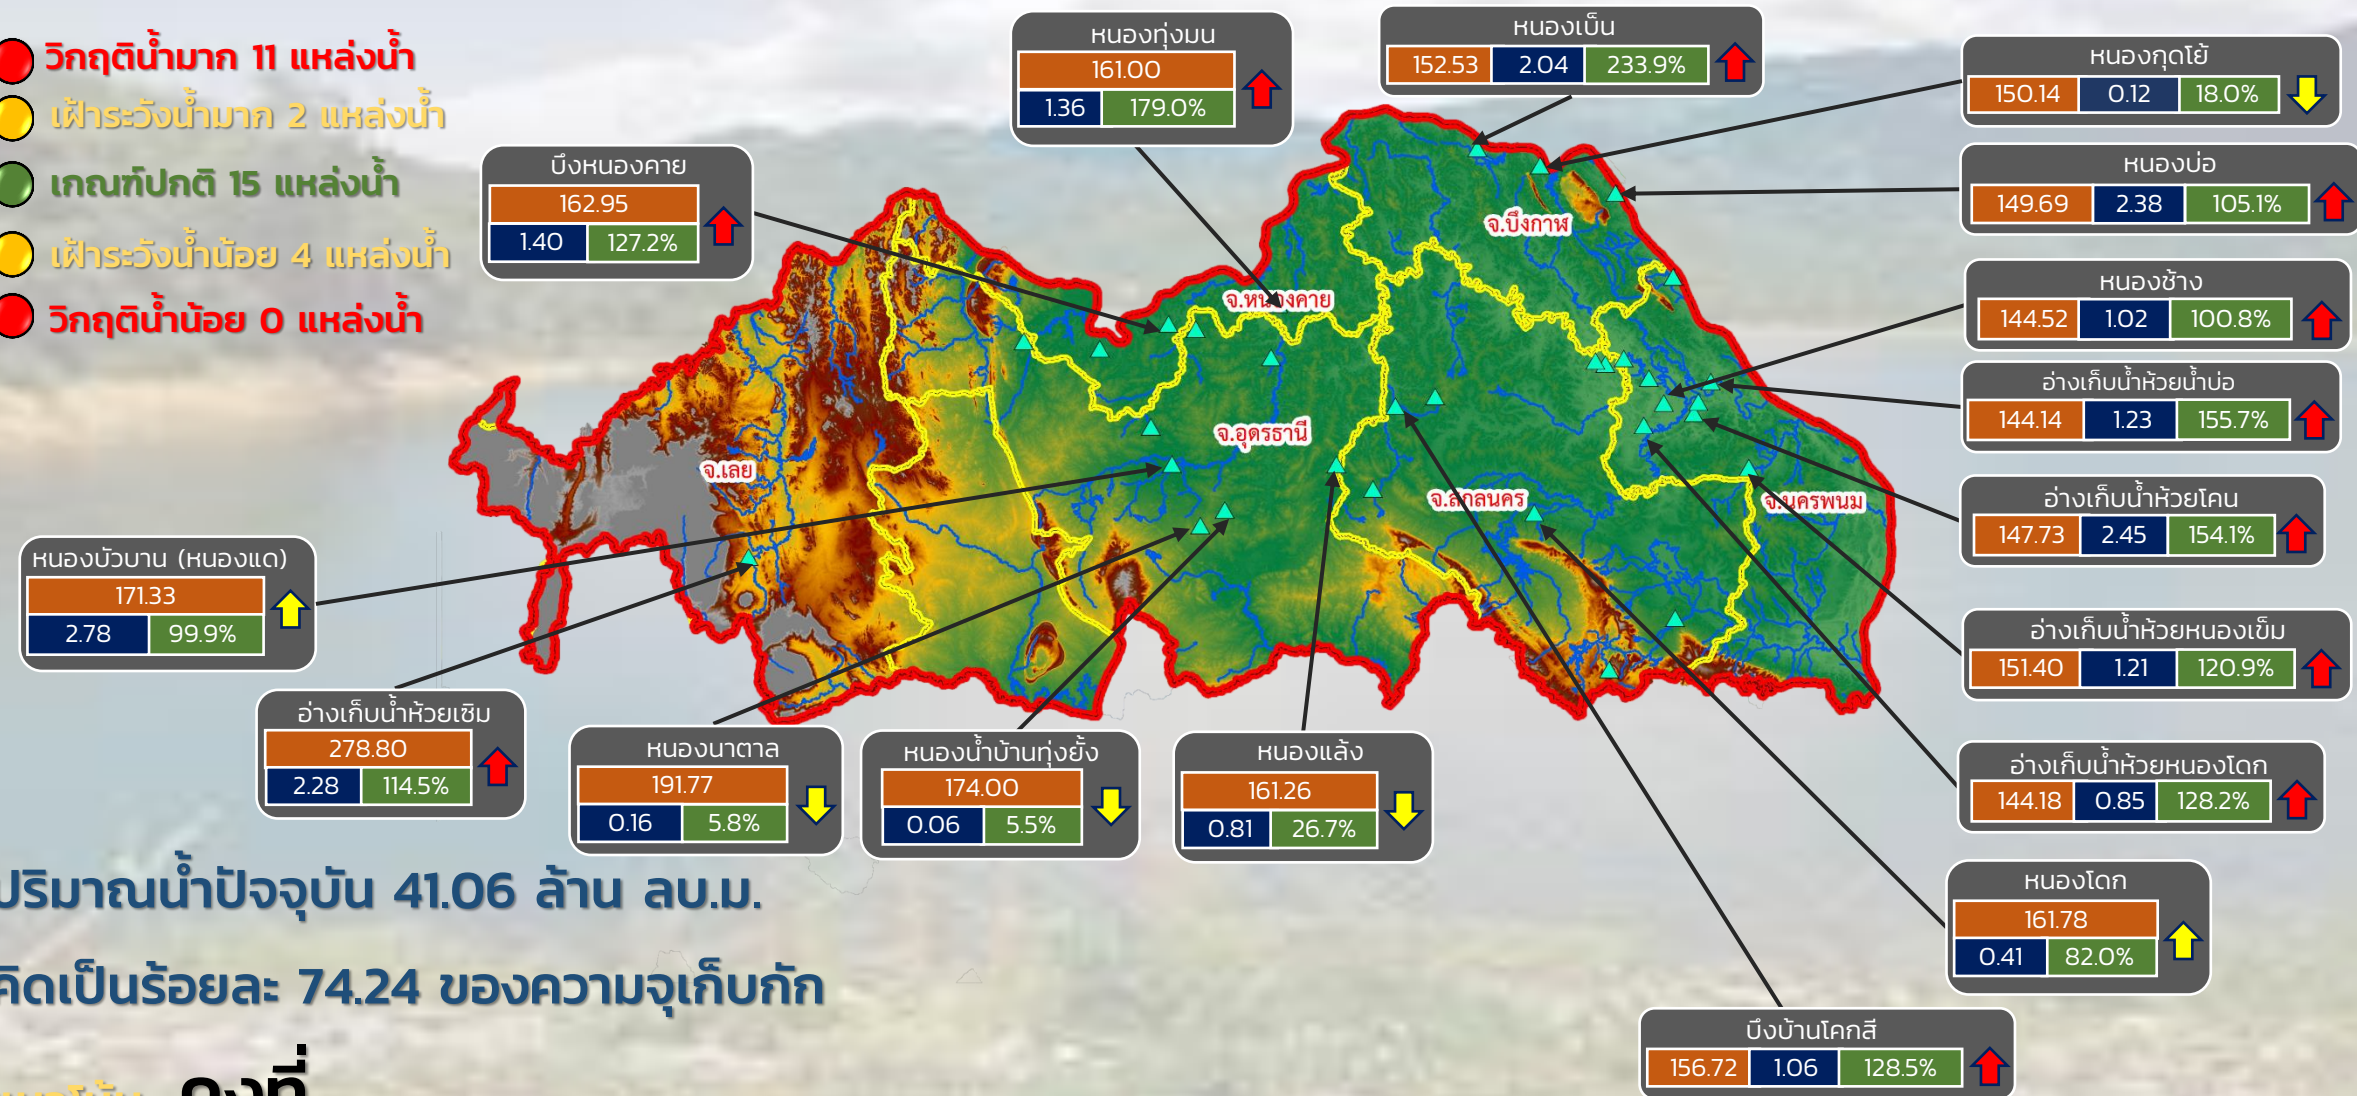 วิกฤติน้ำมาก 11 แหล่งน้ำ
เฝ้าระวังน้ำมาก 2 แหล่งน้ำ
เกณฑ์ปกติ 15 แหล่งน้ำ
เฝ้าระวังน้ำน้อย 4 แหล่งน้ำ
วิกฤติน้ำน้อย 0 แหล่งน้ำ
บึงหนองคาย
162.95
1.40 127.2%
หนองทุ่งมน
161.00
1.36 179.0%
หนองเบ็น
152.53 2.04 233.9%
หนองกุดโย้
150.14 0.12 18.0%
หนองบ่อ
149.69 2.38 105.1%
หนองช้าง
144.52 1.02 100.8%
อ่างเก็บน้ำห้วยน้ำบ่อ
144.14 1.23 155.7%
อ่างเก็บน้ำห้วยโคน
147.73 2.45 154.1%
อ่างเก็บน้ำห้วยหนองเข็ม
151.40 1.21 120.9%
อ่างเก็บน้ำห้วยหนองโดก
144.18 0.85 128.2%
หนองโดก
161.78
0.41 82.0%
บึงบ้านโคกสี
156.72 1.06 128.5%
จ.บึงกาฬ
จ.หนองคาย
จ.อุดรธานี
จ.เลย
จ.สกลนคร
จ.นครพนม
หนองบัวบาน (หนองแด)
171.33
2.78 99.9%
อ่างเก็บน้ำห้วยเซิม
278.80
2.28 114.5%
หนองนาตาล
191.77
0.16 5.8%
หนองน้ำบ้านทุ่งยั้ง
174.00
0.06 5.5%
หนองแล้ง
161.26
0.81 26.7%
ปริมาณน้ำปัจจุบัน 41.06 ล้าน ลบ.ม.
คิดเป็นร้อยละ 74.24 ของความจุเก็บกัก
คงที่